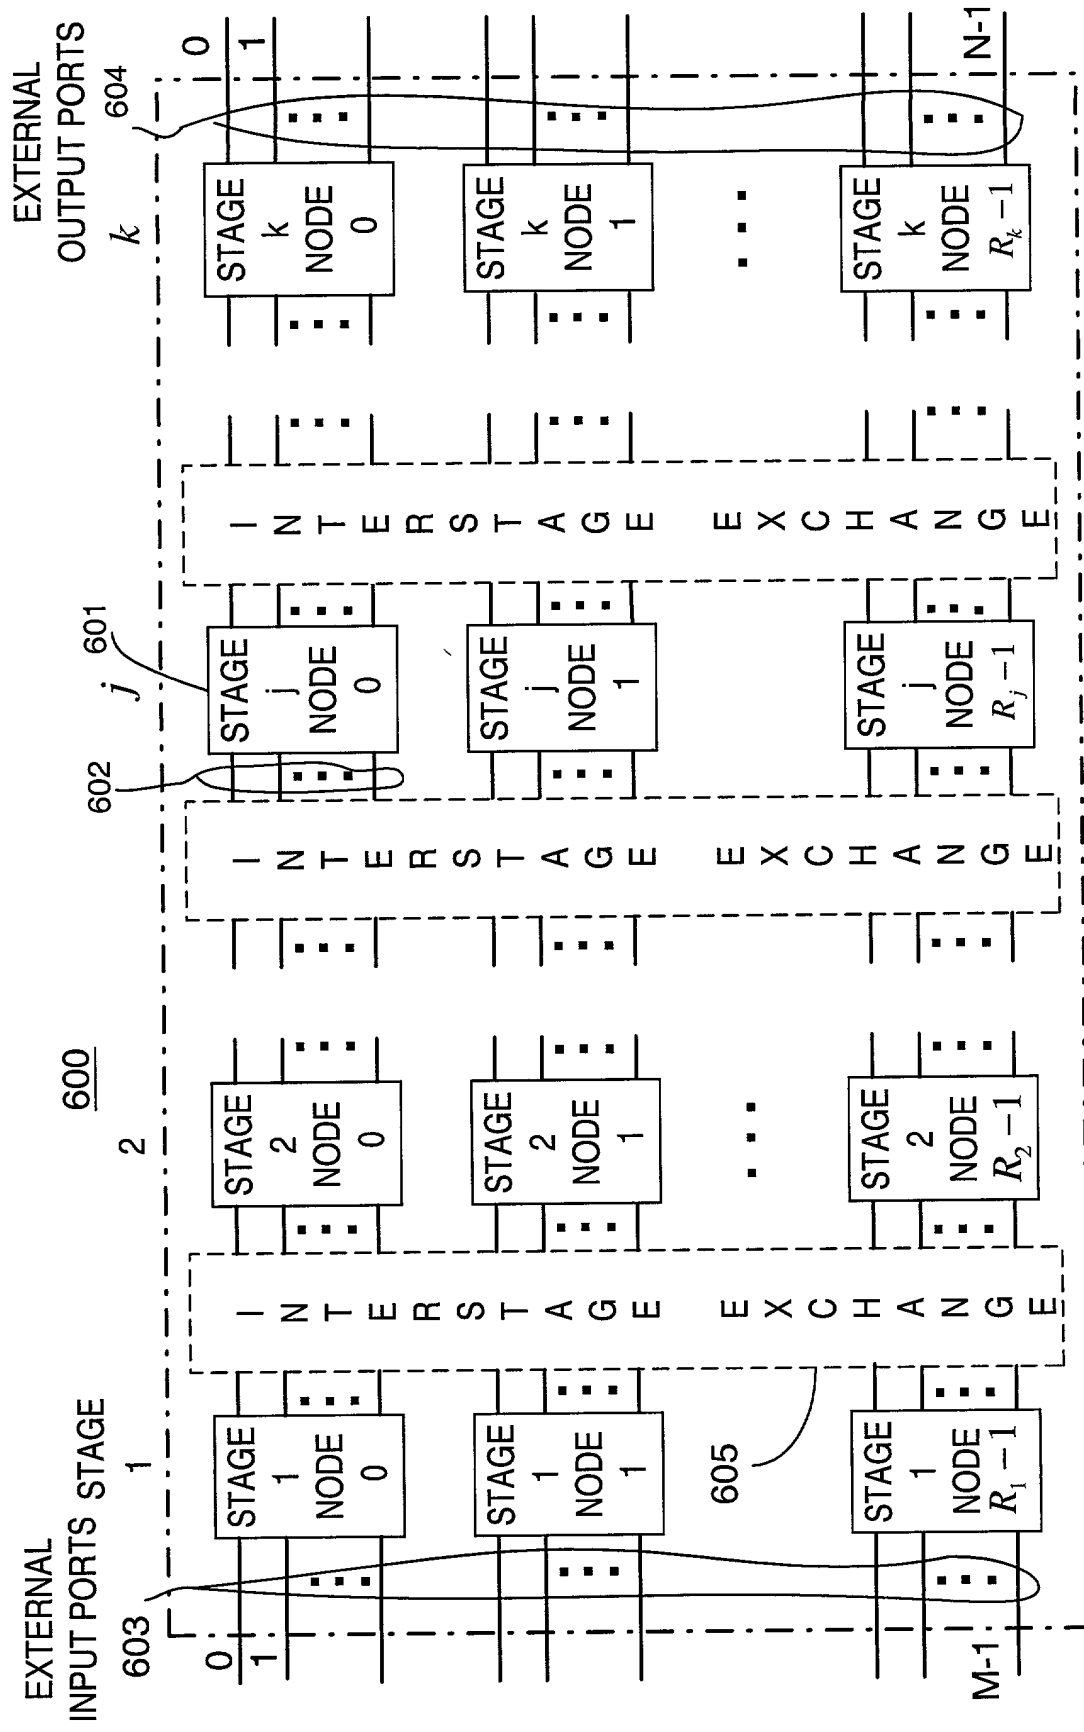 600
EXTERNAL
INPUT PORTS
STAGE
1
2
j
k
EXTERNAL
OUTPUT PORTS
603
602
601
604
605
0
1
M-1
0
1
N-1
STAGE
1
NODE
0
STAGE
1
NODE
1
STAGE
1
NODE
R₁ − 1
INTERSTAGE EXCHANGE
STAGE
2
NODE
0
STAGE
2
NODE
1
STAGE
2
NODE
R₂ − 1
INTERSTAGE EXCHANGE
STAGE
j
NODE
0
STAGE
j
NODE
1
STAGE
j
NODE
Rⱼ − 1
INTERSTAGE EXCHANGE
STAGE
k
NODE
0
STAGE
k
NODE
1
STAGE
k
NODE
Rₖ − 1